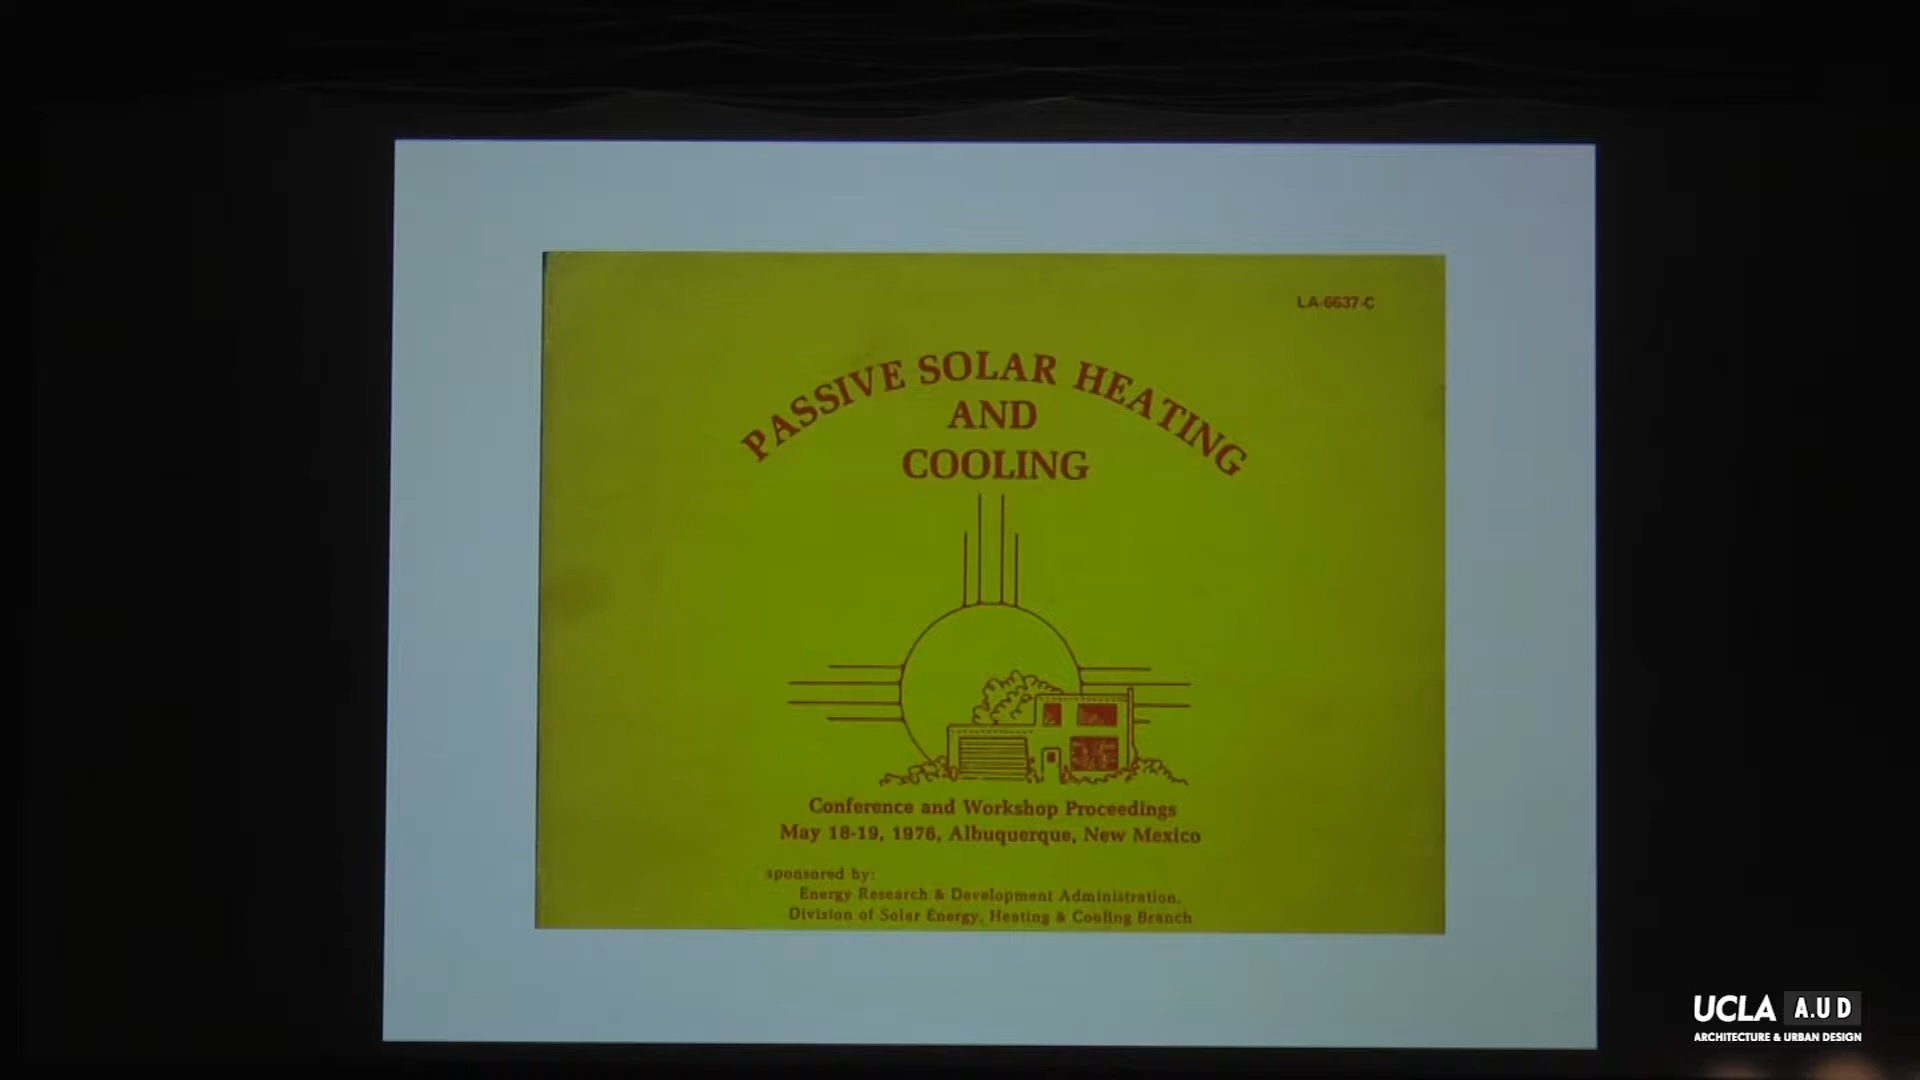 LA-6637-C
PASSIVE SOLAR HEATING
AND
COOLING
Conference and Workshop Proceedings
May 18-19, 1976, Albuquerque, New Mexico
sponsored by:
Energy Research & Development Administration,
Division of Solar Energy, Heating & Cooling Branch
UCLA A.U D
ARCHITECTURE & URBAN DESIGN